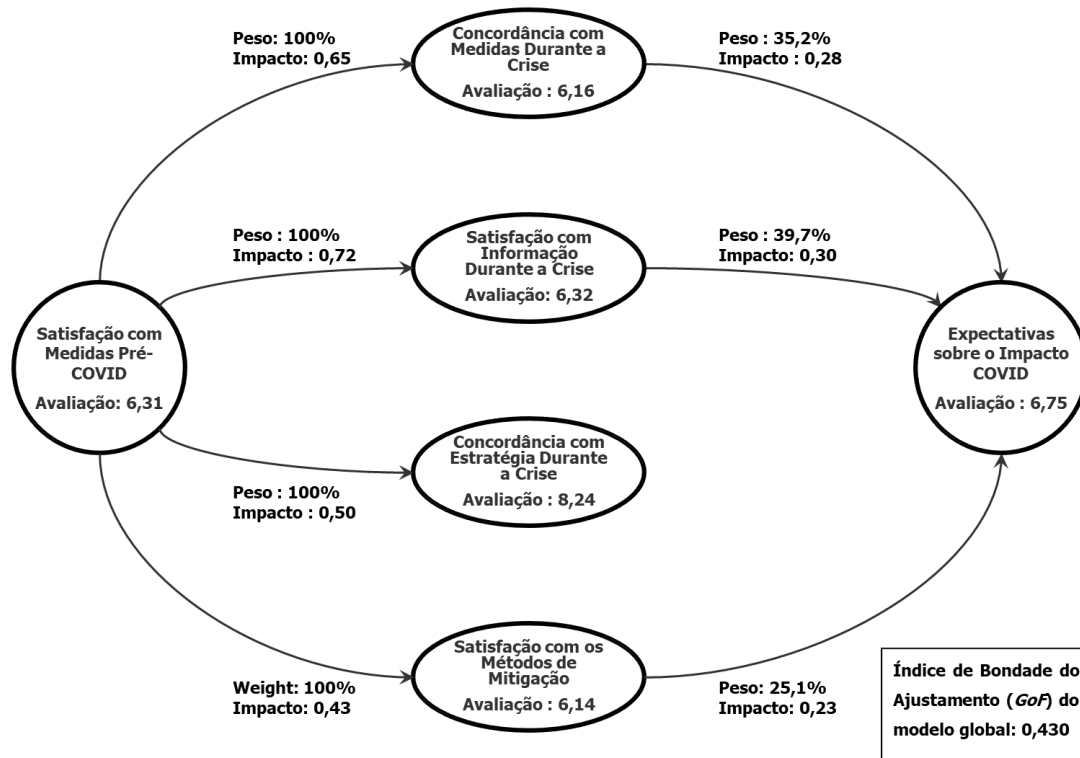 Peso: 100%
Impacto: 0,65
Concordância com
Medidas Durante a
Crise
Avaliação : 6,16
Peso : 35,2%
Impacto : 0,28
Peso : 100%
Impacto : 0,72
Satisfação com
Informação
Durante a Crise
Avaliação: 6,32
Peso : 39,7%
Impacto: 0,30
Satisfação com
Medidas Pré-
COVID
Avaliação: 6,31
Expectativas
sobre o Impacto
COVID
Avaliação : 6,75
Peso : 100%
Impacto : 0,50
Concordância com
Estratégia Durante
a Crise
Avaliação : 8,24
Weight: 100%
Impacto: 0,43
Satisfação com os
Métodos de
Mitigação
Avaliação : 6,14
Peso: 25,1%
Impacto: 0,23
Índice de Bondade do
Ajustamento (GoF) do
modelo global: 0,430